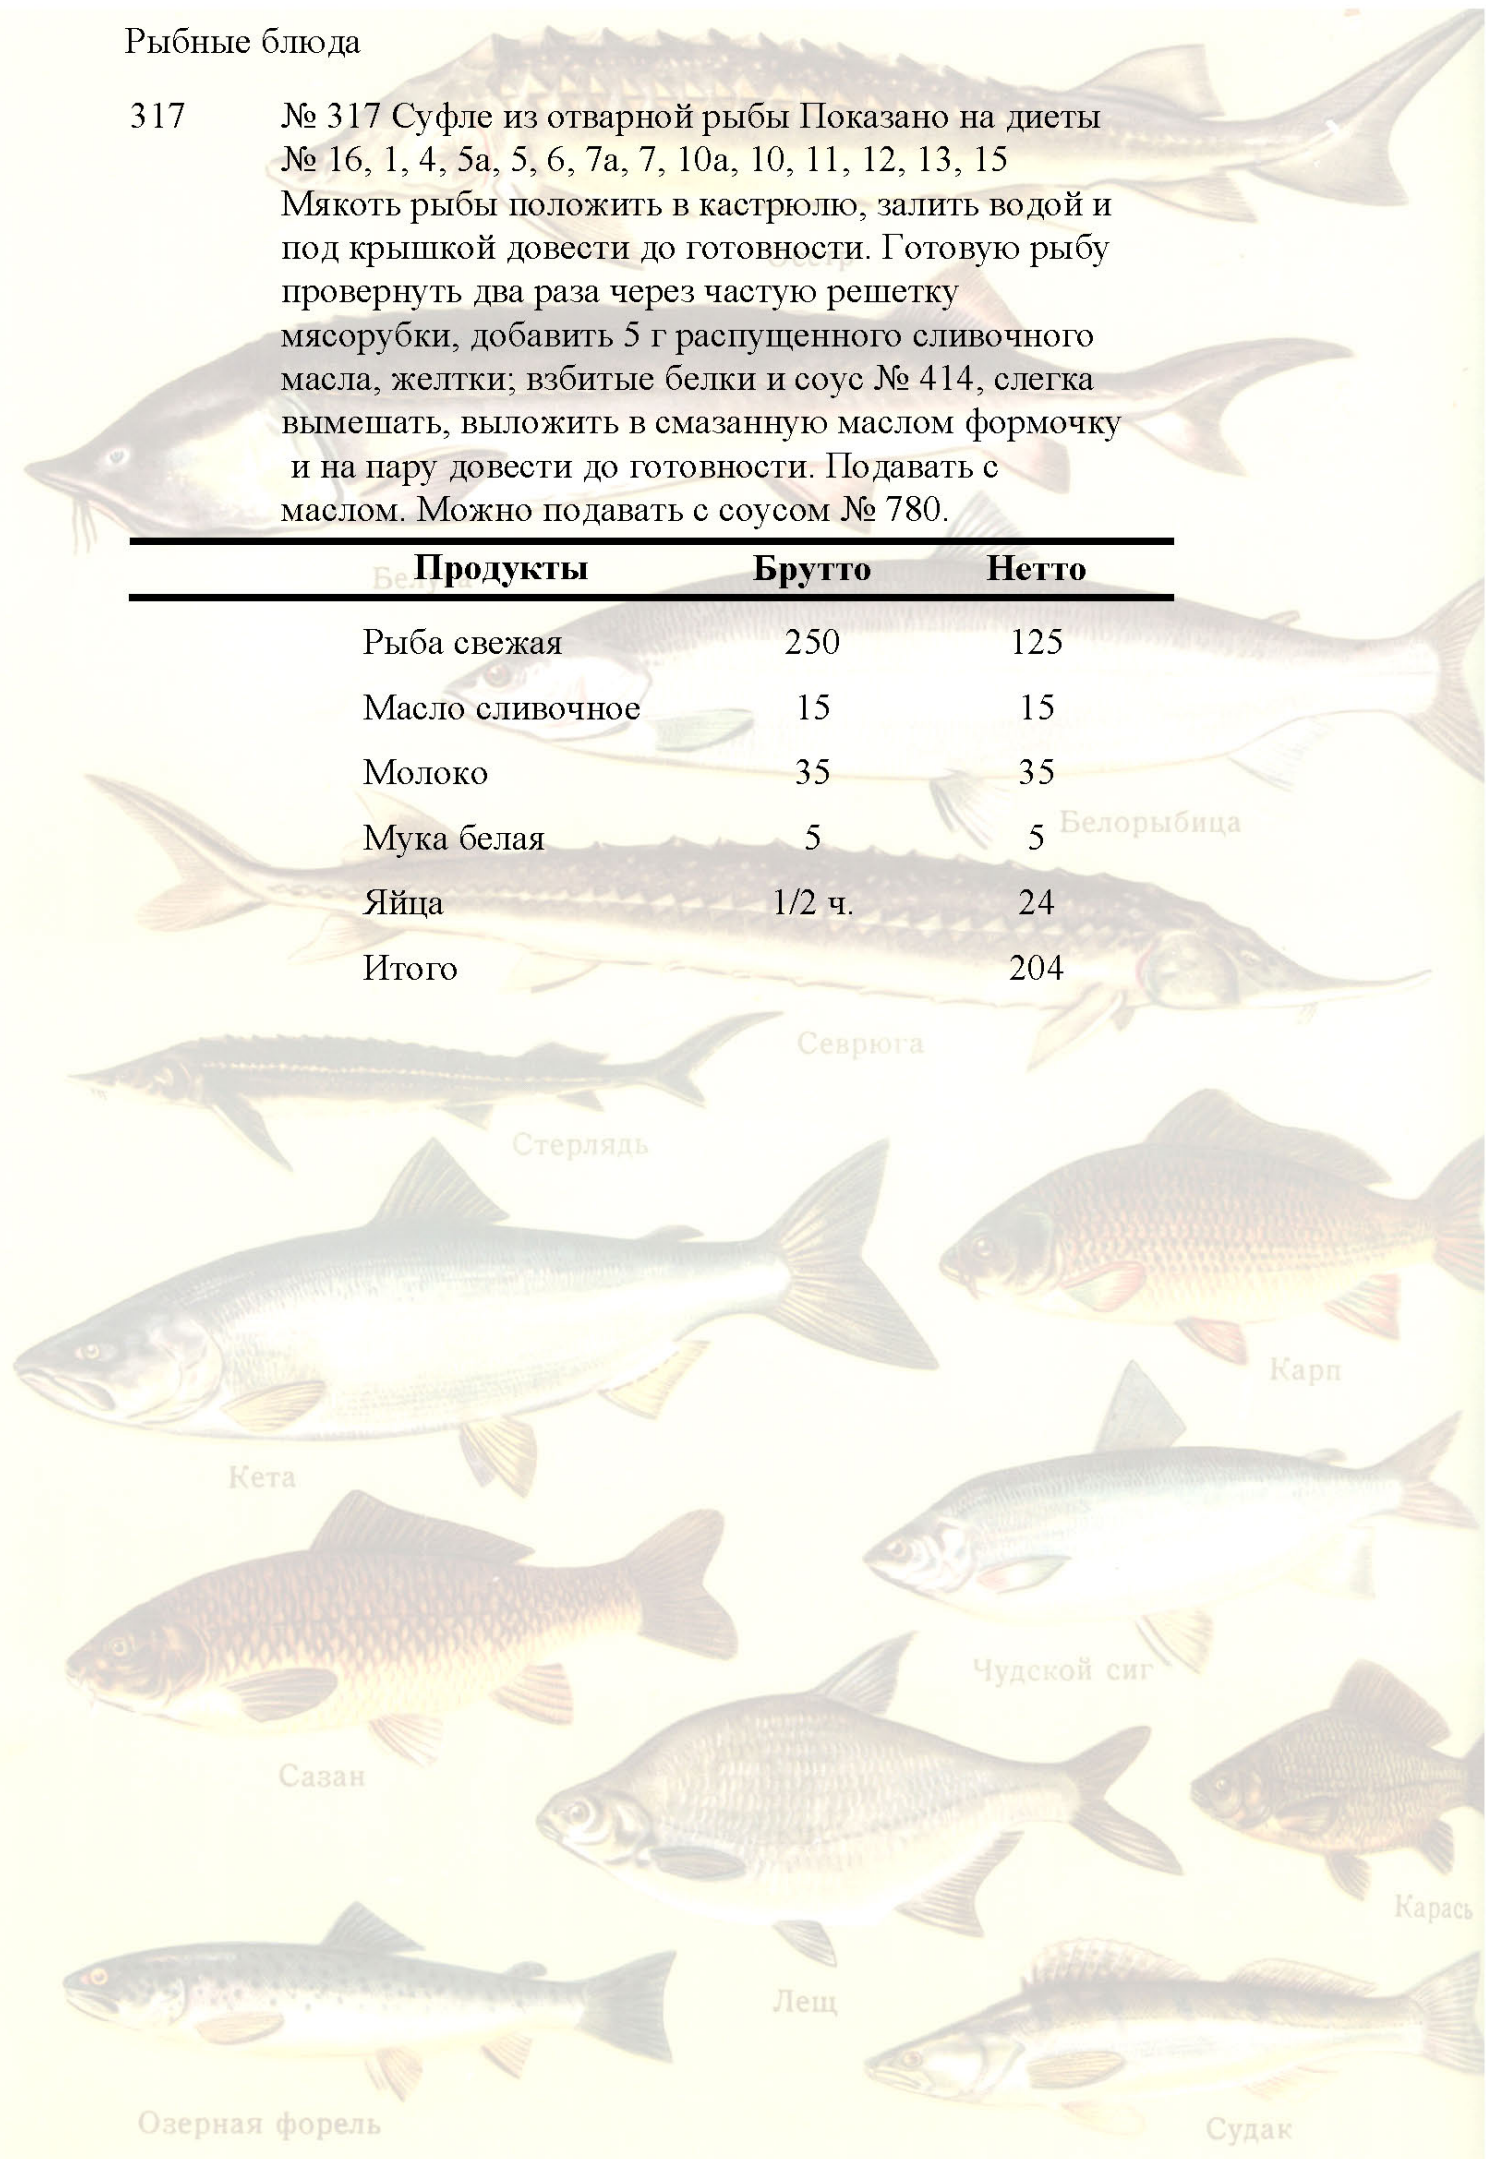 Рыбные блюда
317 № 317 Суфле из отварной рыбы Показано на диеты
№ 16, 1, 4, 5а, 5, 6, 7а, 7, 10а, 10, 11, 12, 13, 15
Мякоть рыбы положить в кастрюлю, залить водой и
под крышкой довести до готовности. Готовую рыбу
провернуть два раза через частую решетку
мясорубки, добавить 5 г распущенного сливочного
масла, желтки; взбитые белки и соус № 414, слегка
вымешать, выложить в смазанную маслом формочку
и на пару довести до готовности. Подавать с
маслом. Можно подавать с соусом № 780.
Продукты Брутто Нетто
Рыба свежая 250 125
Масло сливочное 15 15
Молоко 35 35
Мука белая 5 5
Яйца 1/2 ч. 24
Итого 204
Белорыбица
Севрюга
Стерлядь
Карп
Кета
Чудской сиг
Сазан
Карась
Лещ
Озерная форель
Судак